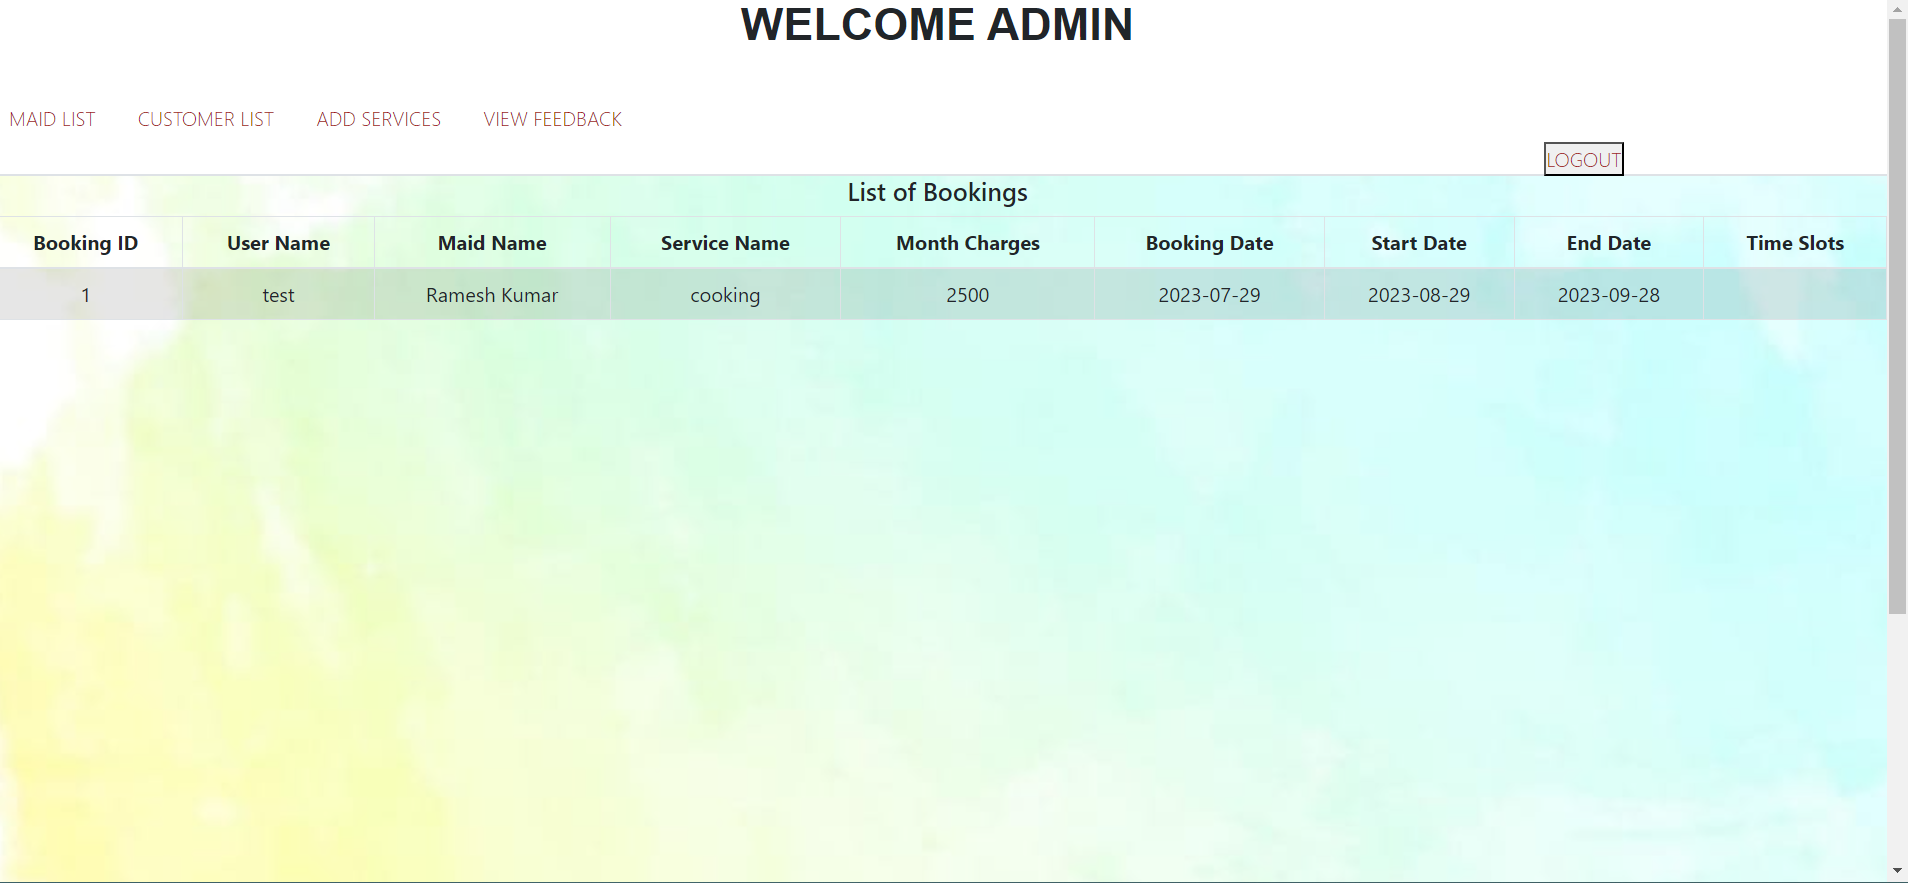 WELCOME ADMIN
MAID LIST CUSTOMER LIST ADD SERVICES VIEW FEEDBACK
LOGOUT
List of Bookings
Booking ID User Name Maid Name Service Name Month Charges Booking Date Start Date End Date Time Slots
1 test Ramesh Kumar cooking 2500 2023-07-29 2023-08-29 2023-09-28